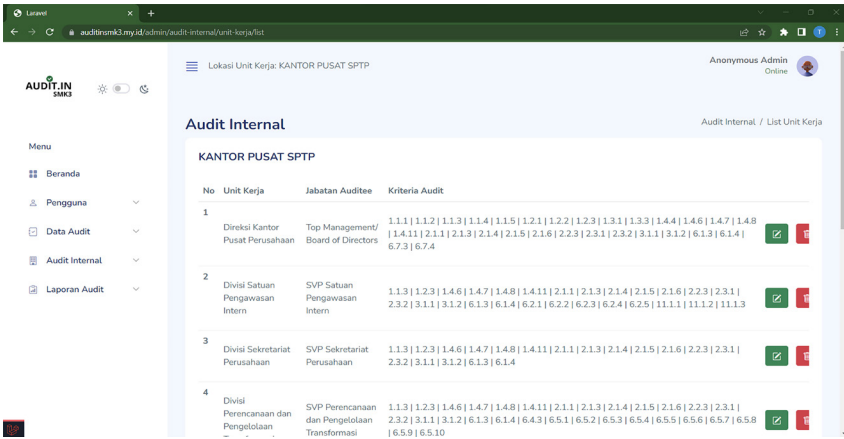 Laravel
auditinsmk3.my.id/admin/audit-internal/unit-kerja/list
T
AUDIT.IN
SMK3
Lokasi Unit Kerja: KANTOR PUSAT SPTP
Anonymous Admin
Online
Audit Internal
Audit Internal / List Unit Kerja
Menu
Beranda
Pengguna
Data Audit
Audit Internal
Laporan Audit
KANTOR PUSAT SPTP
No Unit Kerja Jabatan Auditee Kriteria Audit
1
Direksi Kantor
Pusat Perusahaan
Top Management/
Board of Directors
1.1.1 | 1.1.2 | 1.1.3 | 1.1.4 | 1.1.5 | 1.2.1 | 1.2.2 | 1.2.3 | 1.3.1 | 1.3.3 | 1.4.4 | 1.4.6 | 1.4.7 | 1.4.8
| 1.4.11 | 2.1.1 | 2.1.3 | 2.1.4 | 2.1.5 | 2.1.6 | 2.2.3 | 2.3.1 | 2.3.2 | 3.1.1 | 3.1.2 | 6.1.3 | 6.1.4 |
6.7.3 | 6.7.4
2
Divisi Satuan
Pengawasan
Intern
SVP Satuan
Pengawasan
Intern
1.1.3 | 1.2.3 | 1.4.6 | 1.4.7 | 1.4.8 | 1.4.11 | 2.1.1 | 2.1.3 | 2.1.4 | 2.1.5 | 2.1.6 | 2.2.3 | 2.3.1 |
2.3.2 | 3.1.1 | 3.1.2 | 6.1.3 | 6.1.4 | 6.2.1 | 6.2.2 | 6.2.3 | 6.2.4 | 6.2.5 | 11.1.1 | 11.1.2 | 11.1.3
3
Divisi Sekretariat
Perusahaan
SVP Sekretariat
Perusahaan
1.1.3 | 1.2.3 | 1.4.6 | 1.4.7 | 1.4.8 | 1.4.11 | 2.1.1 | 2.1.3 | 2.1.4 | 2.1.5 | 2.1.6 | 2.2.3 | 2.3.1 |
2.3.2 | 3.1.1 | 3.1.2 | 6.1.3 | 6.1.4
4
Divisi
Perencanaan dan
Pengelolaan
SVP Perencanaan
dan Pengelolaan
Transformasi
1.1.3 | 1.2.3 | 1.4.6 | 1.4.7 | 1.4.8 | 1.4.11 | 2.1.1 | 2.1.3 | 2.1.4 | 2.1.5 | 2.1.6 | 2.2.3 | 2.3.1 |
2.3.2 | 3.1.1 | 3.1.2 | 6.1.3 | 6.1.4 | 6.4.3 | 6.5.1 | 6.5.2 | 6.5.3 | 6.5.4 | 6.5.5 | 6.5.6 | 6.5.7 | 6.5.8
| 6.5.9 | 6.5.10